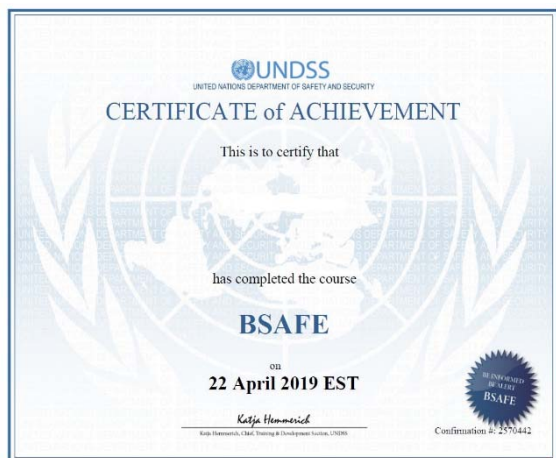 UNDSS
UNITED NATIONS DEPARTMENT OF SAFETY AND SECURITY
CERTIFICATE of ACHIEVEMENT
This is to certify that
has completed the course
BSAFE
on
22 April 2019 EST
Katja Hemmerich
Katja Hemmerich, Chief, Training & Development Section, UNDSS
BE INFORMED
BE ALERT
BSAFE
Confirmation #: 2570442